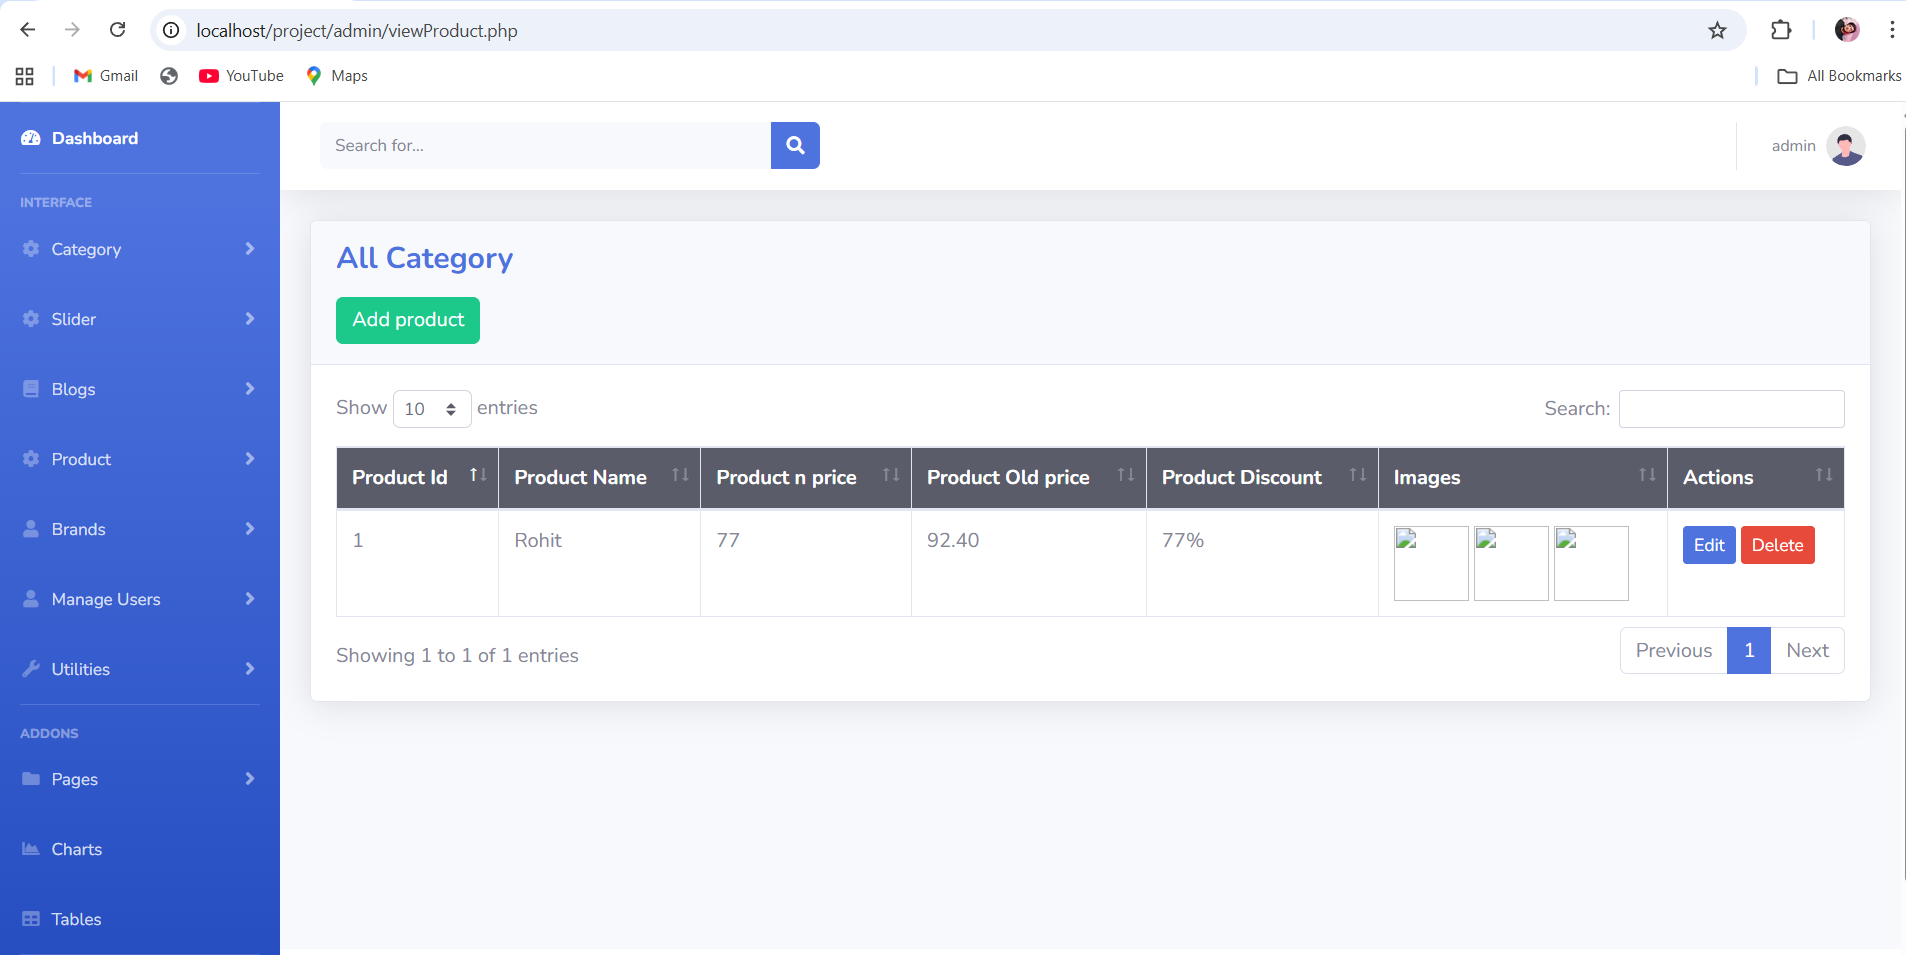 localhost/project/admin/viewProduct.php
Gmail YouTube Maps All Bookmarks
Dashboard
INTERFACE
Category
Slider
Blogs
Product
Brands
Manage Users
Utilities
ADDONS
Pages
Charts
Tables
Search for...
admin
All Category
Add product
Show 10 entries
Search:
Product Id Product Name Product n price Product Old price Product Discount Images Actions
1 Rohit 77 92.40 77% Edit Delete
Showing 1 to 1 of 1 entries
Previous 1 Next